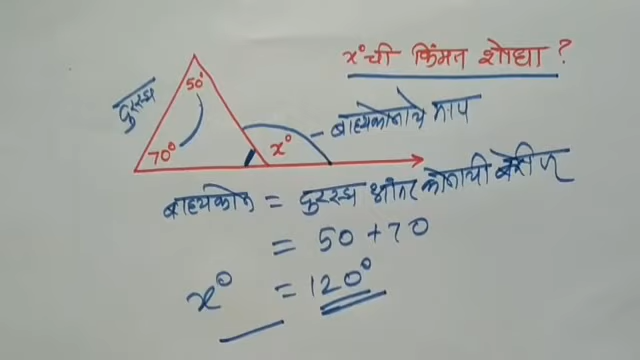 x° ची किंमत शोधा ?
50°
दुरस्थ
बाह्यकोनाचे माप
70°
x°
बाह्यकोन = दुरस्थ आंतर कोनाची बेरीज
= 50 + 70
x° = 120°